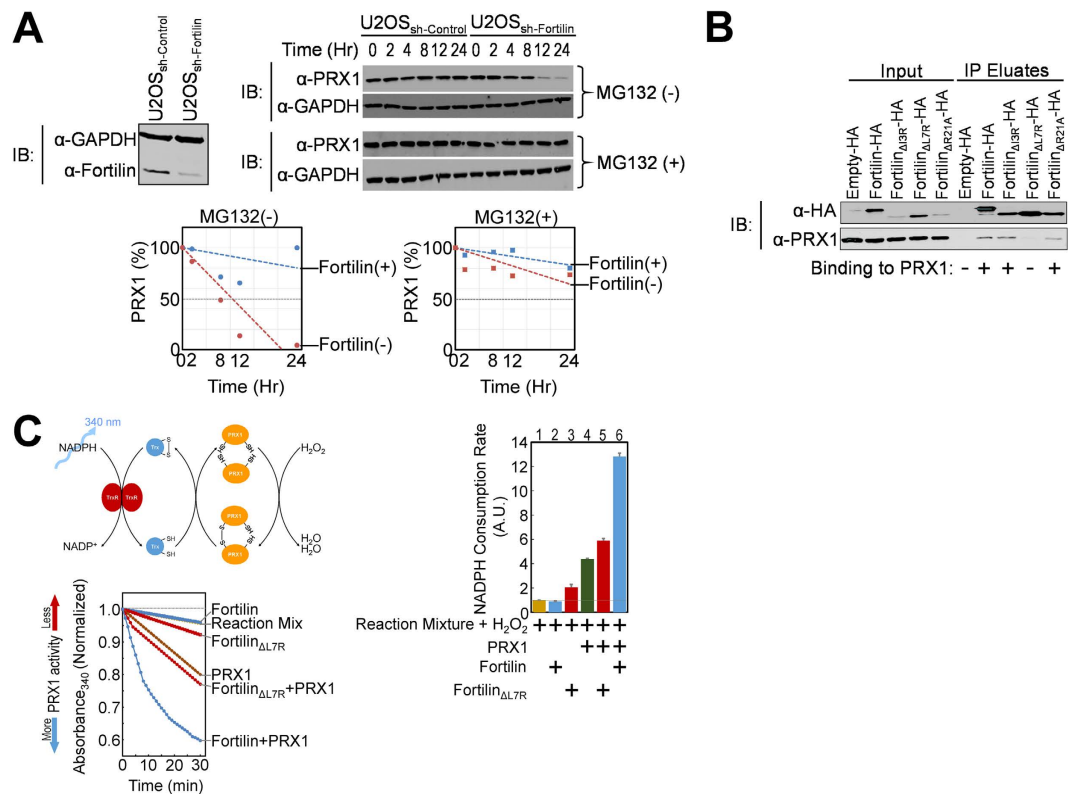 A
U2OSsh-Control
U2OSsh-Fortilin
IB:
α-GAPDH
α-Fortilin
U2OSsh-Control U2OSsh-Fortilin
Time (Hr) 0 2 4 8 12 24 0 2 4 8 12 24
IB:
α-PRX1
α-GAPDH
MG132 (-)
IB:
α-PRX1
α-GAPDH
MG132 (+)
MG132(-)
PRX1 (%)
100
50
0
0 2 8 12 24
Time (Hr)
Fortilin(+)
Fortilin(-)
MG132(+)
PRX1 (%)
100
50
0
0 2 8 12 24
Time (Hr)
Fortilin(+)
Fortilin(-)
B
Input IP Eluates
Empty-HA
Fortilin-HA
FortilinΔI3R-HA
FortilinΔL7R-HA
FortilinΔR21A-HA
Empty-HA
Fortilin-HA
FortilinΔI3R-HA
FortilinΔL7R-HA
FortilinΔR21A-HA
IB:
α-HA
α-PRX1
Binding to PRX1: - + + - +
C
340 nm
NADPH
TrxR TrxR
NADP+
Trx S S
Trx SH SH
PRX1
SH SH
SH SH
PRX1
PRX1
S SH
S SH
PRX1
H2O2
H2O
H2O
Less
PRX1 activity
More
Absorbance340 (Normalized)
1.0
0.9
0.8
0.7
0.6
0 10 20 30
Time (min)
Fortilin
Reaction Mix
FortilinΔL7R
PRX1
FortilinΔL7R+PRX1
Fortilin+PRX1
NADPH Consumption Rate
(A.U.)
14
12
10
8
6
4
2
0
1 2 3 4 5 6
Reaction Mixture + H2O2 + + + + + +
PRX1 + + +
Fortilin + +
FortilinΔL7R + +